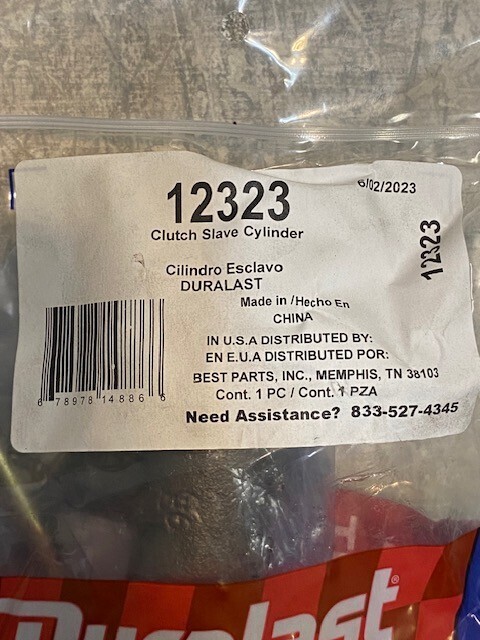 6/02/2023
12323
Clutch Slave Cylinder
12323
Cilindro Esclavo
DURALAST
Made in /Hecho En
CHINA
IN U.S.A DISTRIBUTED BY:
EN E.U.A DISTRIBUTED POR:
BEST PARTS, INC., MEMPHIS, TN 38103
Cont. 1 PC / Cont. 1 PZA
6 78978 14886 6
Need Assistance? 833-527-4345
Duralast®